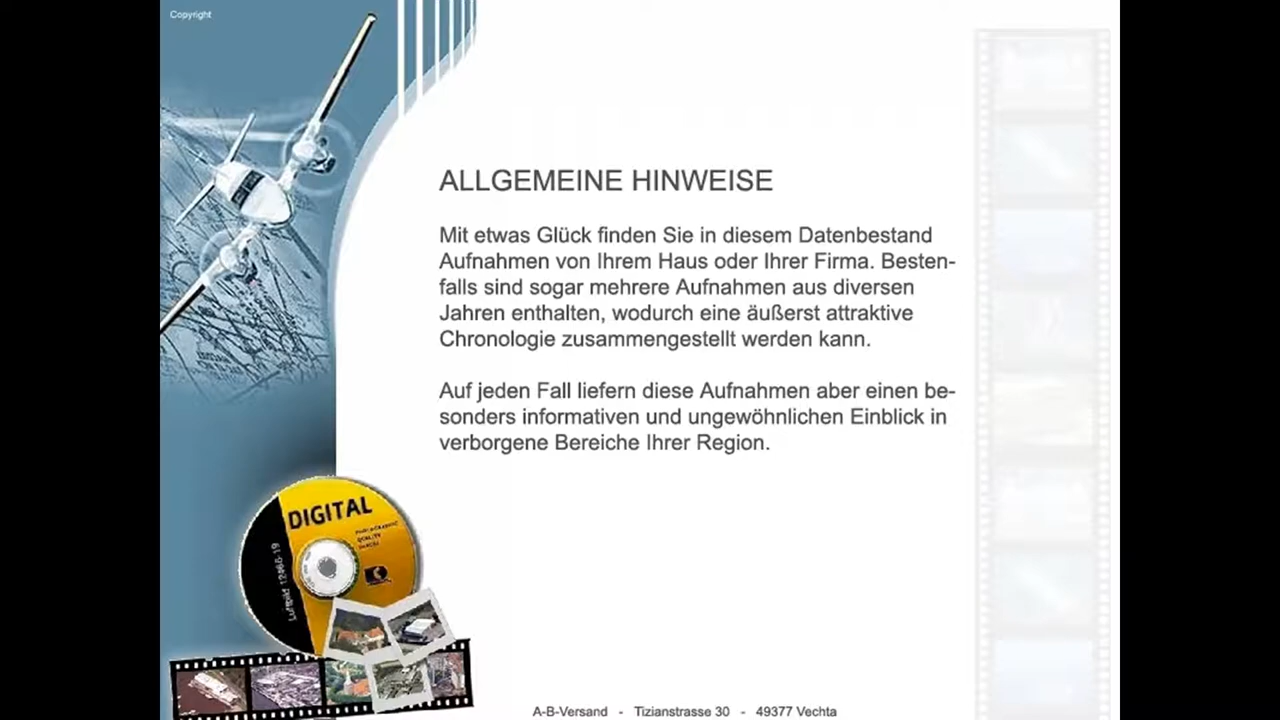 Copyright
ALLGEMEINE HINWEISE
Mit etwas Glück finden Sie in diesem Datenbestand
Aufnahmen von Ihrem Haus oder Ihrer Firma. Besten-
falls sind sogar mehrere Aufnahmen aus diversen
Jahren enthalten, wodurch eine äußerst attraktive
Chronologie zusammengestellt werden kann.
Auf jeden Fall liefern diese Aufnahmen aber einen be-
sonders informativen und ungewöhnlichen Einblick in
verborgene Bereiche Ihrer Region.
DIGITAL
A-B-Versand - Tizianstrasse 30 - 49377 Vechta